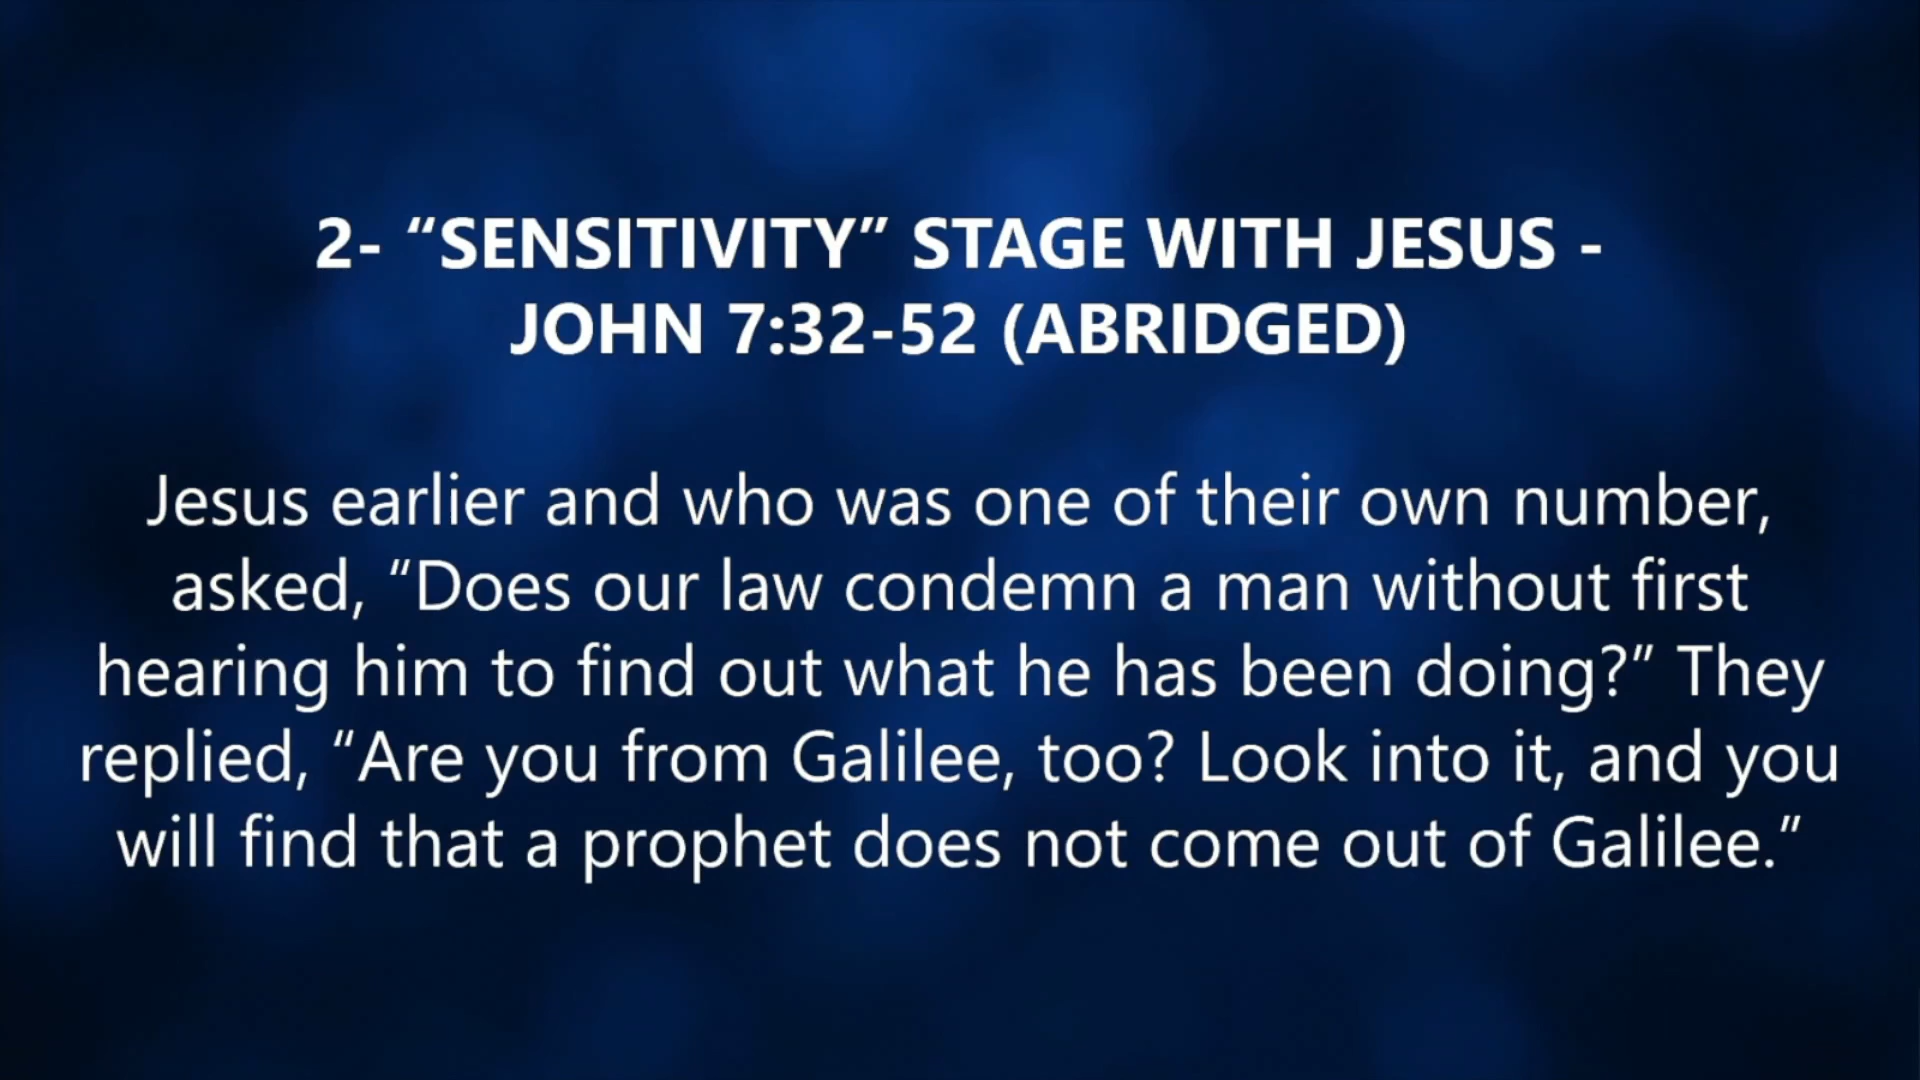 2- “SENSITIVITY” STAGE WITH JESUS -
JOHN 7:32-52 (ABRIDGED)
Jesus earlier and who was one of their own number,
asked, “Does our law condemn a man without first
hearing him to find out what he has been doing?” They
replied, “Are you from Galilee, too? Look into it, and you
will find that a prophet does not come out of Galilee.”